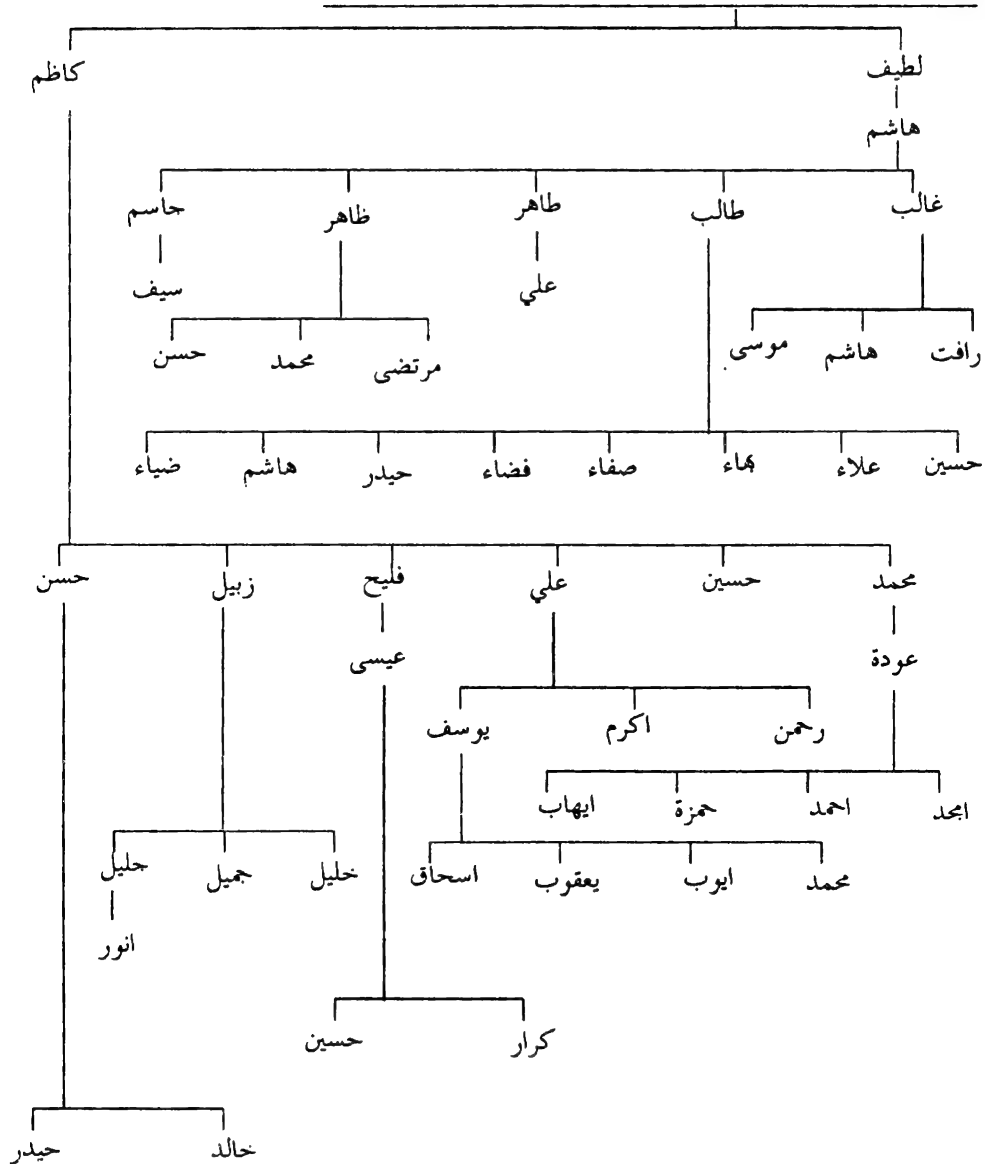 لطيف كاظم
هاشم
غالب طالب طاهر ظاهر جاسم
علي سيف
رافت هاشم موسى مرتضى محمد حسن
حسين علاء بهاء صفاء فضاء حيدر هاشم ضياء
محمد حسين علي فليح زبيل حسن
عودة عيسى
رحمن اكرم يوسف
امجد احمد حمزة ايهاب
محمد ايوب يعقوب اسحاق خليل جميل جليل
انور
كرار حسين
خالد حيدر